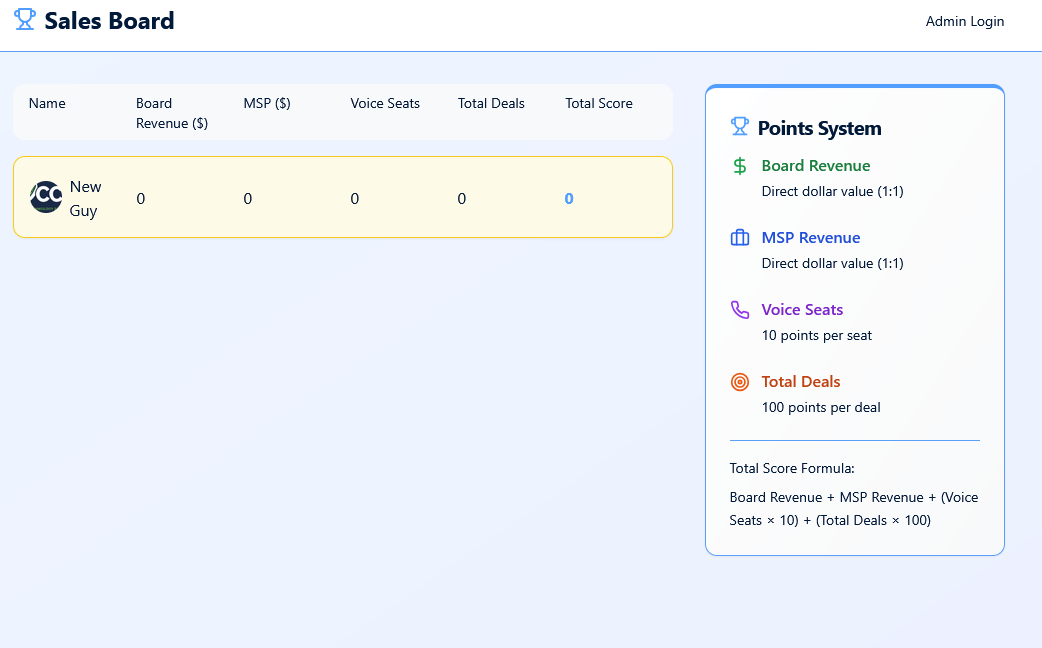 Sales Board
Admin Login
Name
Board
Revenue ($)
MSP ($)
Voice Seats
Total Deals
Total Score
CC
New
Guy
0
0
0
0
0
Points System
Board Revenue
Direct dollar value (1:1)
MSP Revenue
Direct dollar value (1:1)
Voice Seats
10 points per seat
Total Deals
100 points per deal
Total Score Formula:
Board Revenue + MSP Revenue + (Voice
Seats × 10) + (Total Deals × 100)